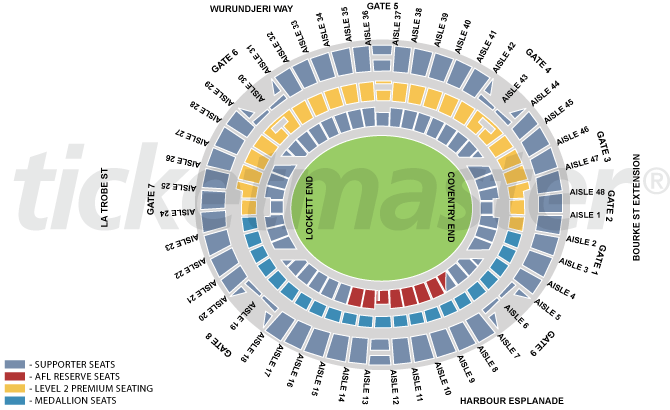 WURUNDJERI WAY
GATE 5
AISLE 36
AISLE 37
AISLE 38
AISLE 39
AISLE 40
AISLE 41
AISLE 42
GATE 4
AISLE 43
AISLE 44
AISLE 45
AISLE 46
GATE 3
AISLE 47
AISLE 48
GATE 2
AISLE 1
BOURKE ST EXTENSION
AISLE 2
GATE 1
AISLE 3
AISLE 4
AISLE 5
AISLE 6
GATE 9
AISLE 7
AISLE 8
AISLE 9
AISLE 10
AISLE 11
AISLE 12
AISLE 13
AISLE 14
AISLE 15
AISLE 16
AISLE 17
AISLE 18
GATE 8
AISLE 19
AISLE 20
AISLE 21
AISLE 22
AISLE 23
AISLE 24
GATE 7
LA TROBE ST
AISLE 25
AISLE 26
AISLE 27
AISLE 28
AISLE 29
GATE 6
AISLE 30
AISLE 31
AISLE 32
AISLE 33
AISLE 34
AISLE 35
LOCKETT END
COVENTRY END
ticketmaster®
- SUPPORTER SEATS
- AFL RESERVE SEATS
- LEVEL 2 PREMIUM SEATING
- MEDALLION SEATS
HARBOUR ESPLANADE